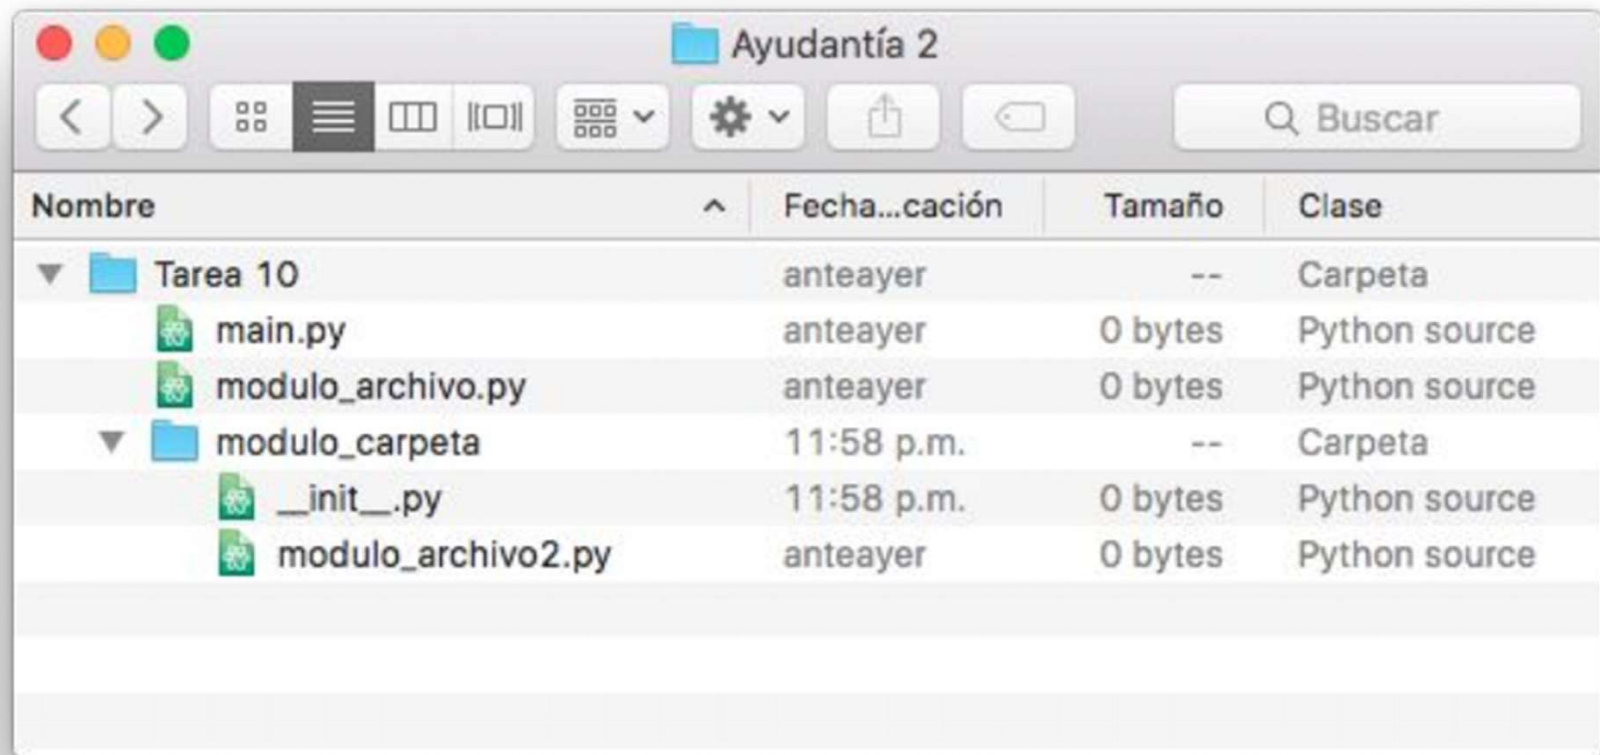 Ayudantía 2
Buscar
Nombre Fecha...cación Tamaño Clase
Tarea 10 anteayer -- Carpeta
main.py anteayer 0 bytes Python source
modulo_archivo.py anteayer 0 bytes Python source
modulo_carpeta 11:58 p.m. -- Carpeta
__init__.py 11:58 p.m. 0 bytes Python source
modulo_archivo2.py anteayer 0 bytes Python source